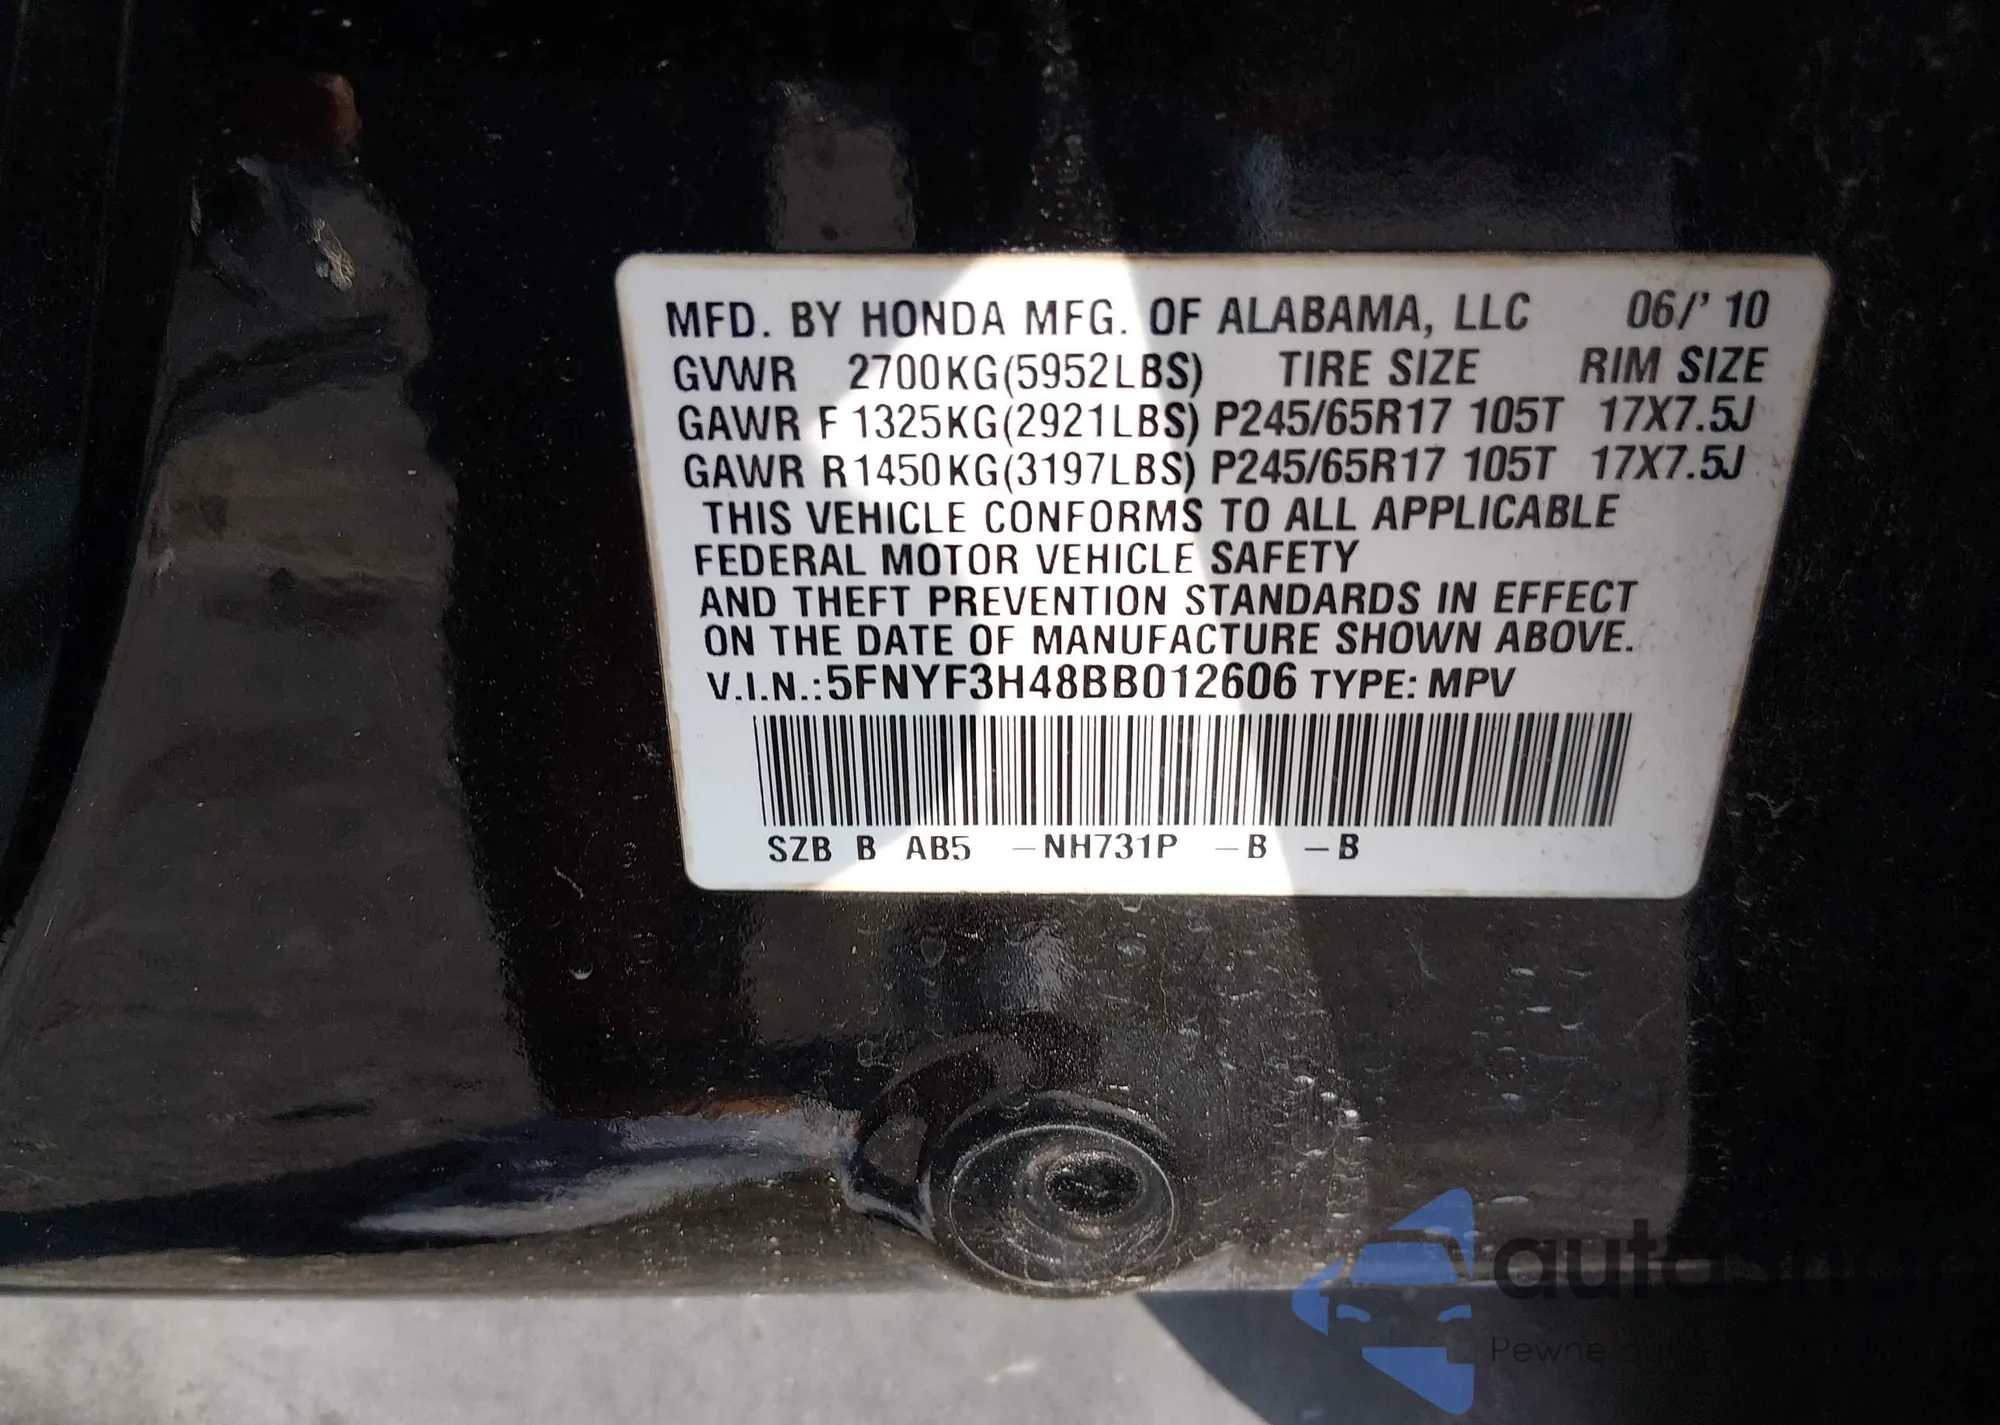 MFD. BY HONDA MFG. OF ALABAMA, LLC 06/' 10
GVWR 2700KG(5952LBS) TIRE SIZE RIM SIZE
GAWR F 1325KG(2921LBS) P245/65R17 105T 17X7.5J
GAWR R1450KG(3197LBS) P245/65R17 105T 17X7.5J
THIS VEHICLE CONFORMS TO ALL APPLICABLE
FEDERAL MOTOR VEHICLE SAFETY
AND THEFT PREVENTION STANDARDS IN EFFECT
ON THE DATE OF MANUFACTURE SHOWN ABOVE.
V.I.N.:5FNYF3H48BB012606 TYPE: MPV
SZB B AB5 -NH731P -B -B
autasnap
Pewne